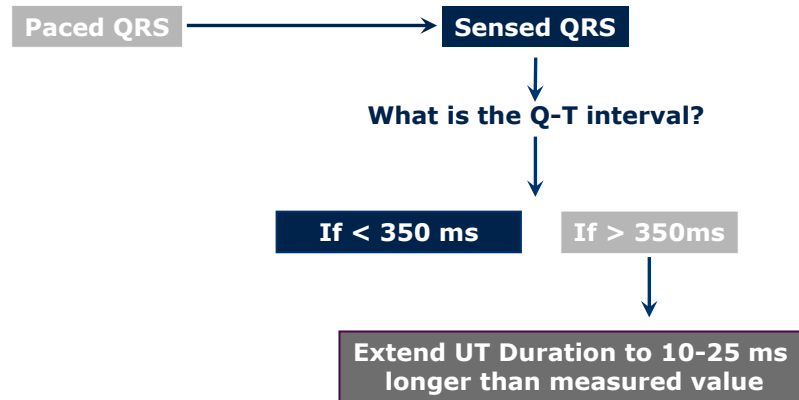 Paced QRS
Sensed QRS
What is the Q-T interval?
If < 350 ms
If > 350ms
Extend UT Duration to 10-25 ms
longer than measured value